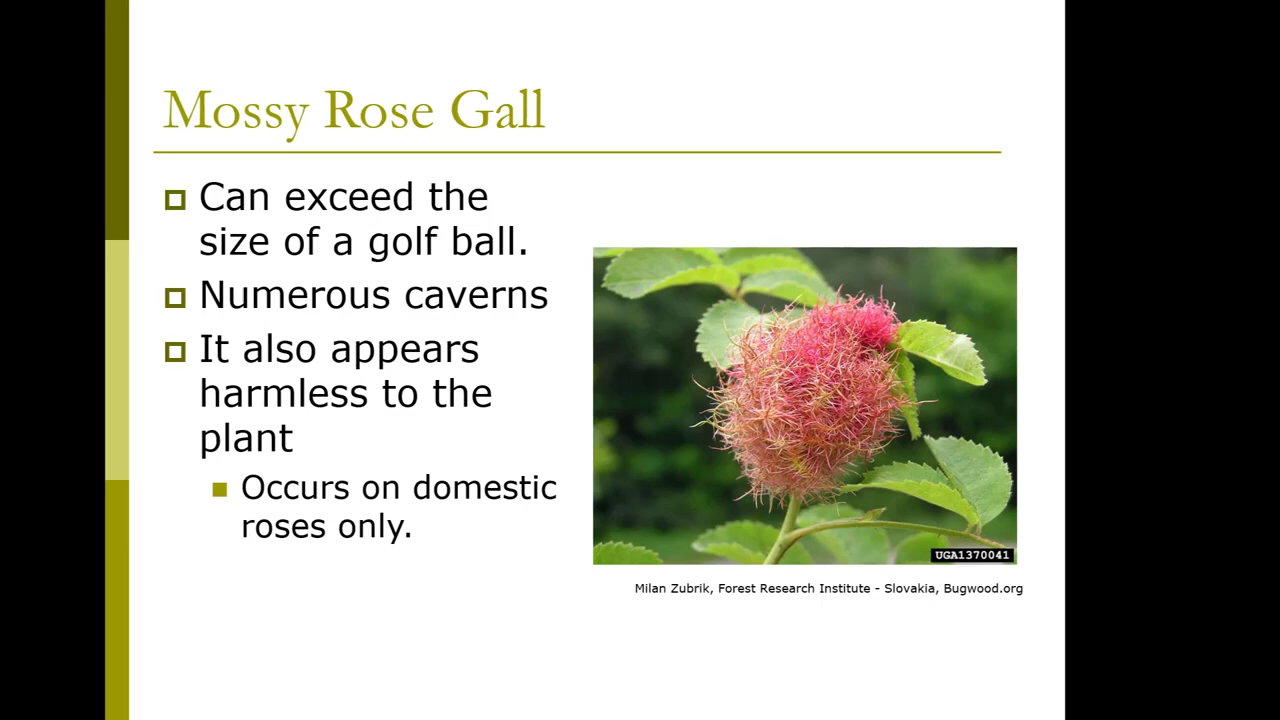 Mossy Rose Gall
Can exceed the
size of a golf ball.
Numerous caverns
It also appears
harmless to the
plant
Occurs on domestic
roses only.
UGA1370041
Milan Zubrik, Forest Research Institute - Slovakia, Bugwood.org